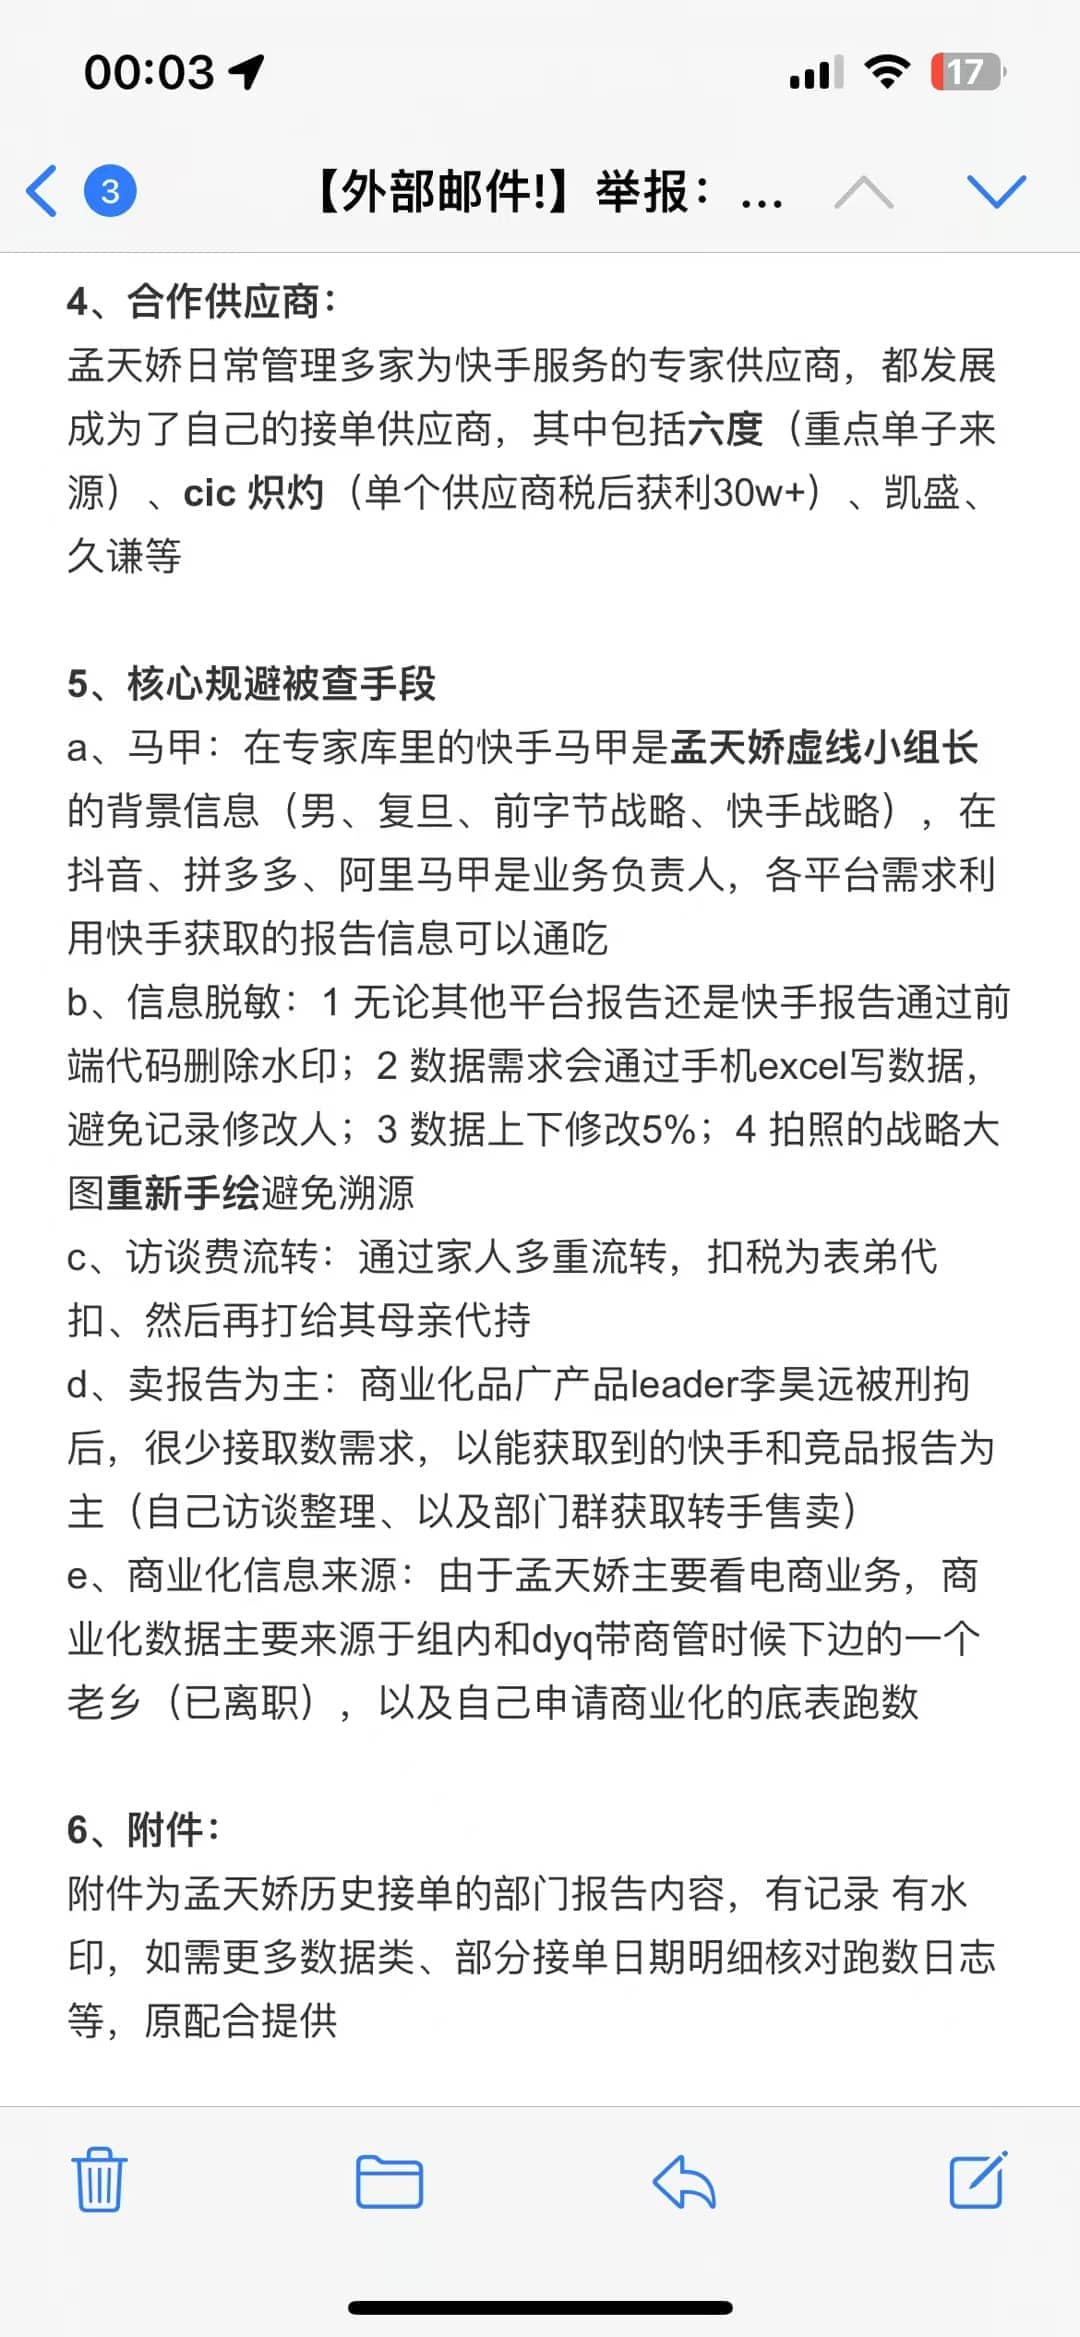 00:03
17
3
【外部邮件!】举报：...
4、合作供应商：
孟天娇日常管理多家为快手服务的专家供应商，都发展
成为了自己的接单供应商，其中包括六度（重点单子来
源）、cic 炽灼（单个供应商税后获利30w+）、凯盛、
久谦等
5、核心规避被查手段
a、马甲：在专家库里的快手马甲是孟天娇虚线小组长
的背景信息（男、复旦、前字节战略、快手战略），在
抖音、拼多多、阿里马甲是业务负责人，各平台需求利
用快手获取的报告信息可以通吃
b、信息脱敏：1 无论其他平台报告还是快手报告通过前
端代码删除水印；2 数据需求会通过手机excel写数据，
避免记录修改人；3 数据上下修改5%；4 拍照的战略大
图重新手绘避免溯源
c、访谈费流转：通过家人多重流转，扣税为表弟代
扣、然后再打给其母亲代持
d、卖报告为主：商业化品广产品leader李昊远被刑拘
后，很少接取数需求，以能获取到的快手和竞品报告为
主（自己访谈整理、以及部门群获取转手售卖）
e、商业化信息来源：由于孟天娇主要看电商业务，商
业化数据主要来源于组内和dyq带商管时候下边的一个
老乡（已离职），以及自己申请商业化的底表跑数
6、附件：
附件为孟天娇历史接单的部门报告内容，有记录 有水
印，如需更多数据类、部分接单日期明细核对跑数日志
等，原配合提供